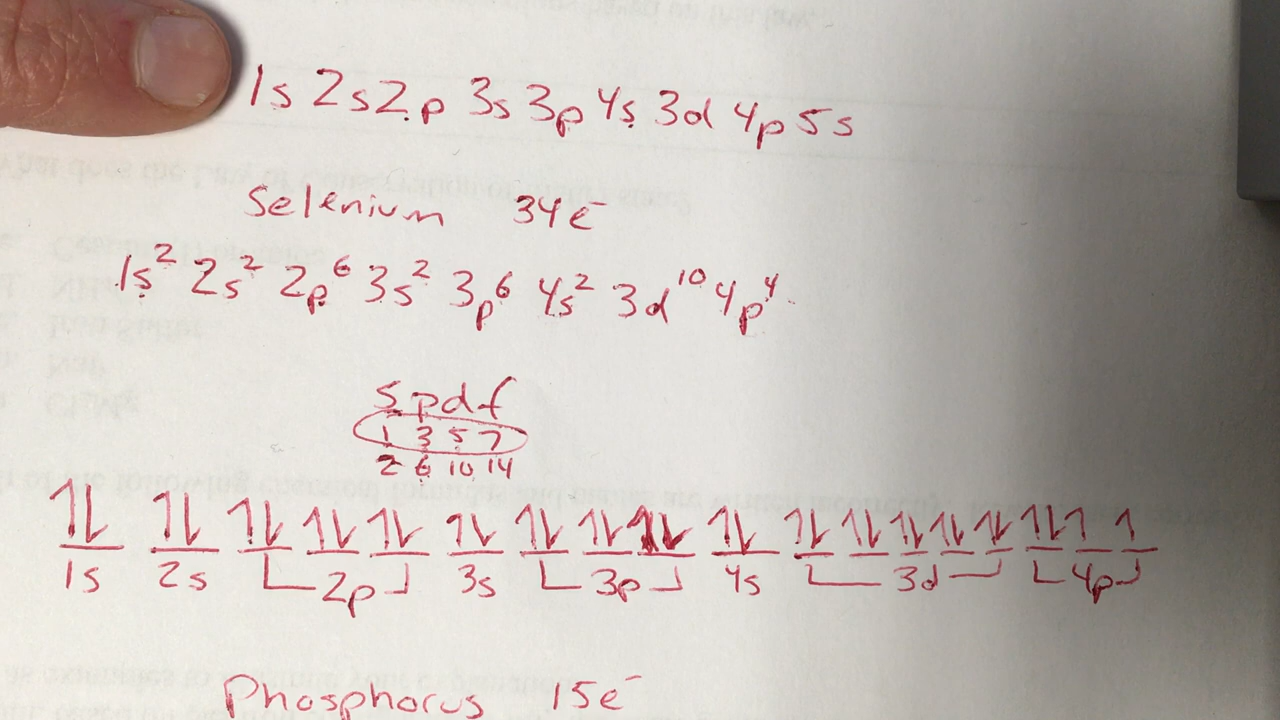 1s 2s 2p 3s 3p 4s 3d 4p 5s
Selenium 34e⁻
1s² 2s² 2p⁶ 3s² 3p⁶ 4s² 3d¹⁰ 4p⁴
s p d f
1 3 5 7
2 6 10 14
↿⇂ ↿⇂ ↿⇂ ↿⇂ ↿⇂ ↿⇂ ↿⇂ ↿⇂ ↿⇂ ↿⇂ ↿⇂ ↿⇂ ↿⇂ ↿⇂ ↿⇂ ↿⇂ ↿ ↿
1s 2s 2p 3s 3p 4s 3d 4p
Phosphorus 15e⁻